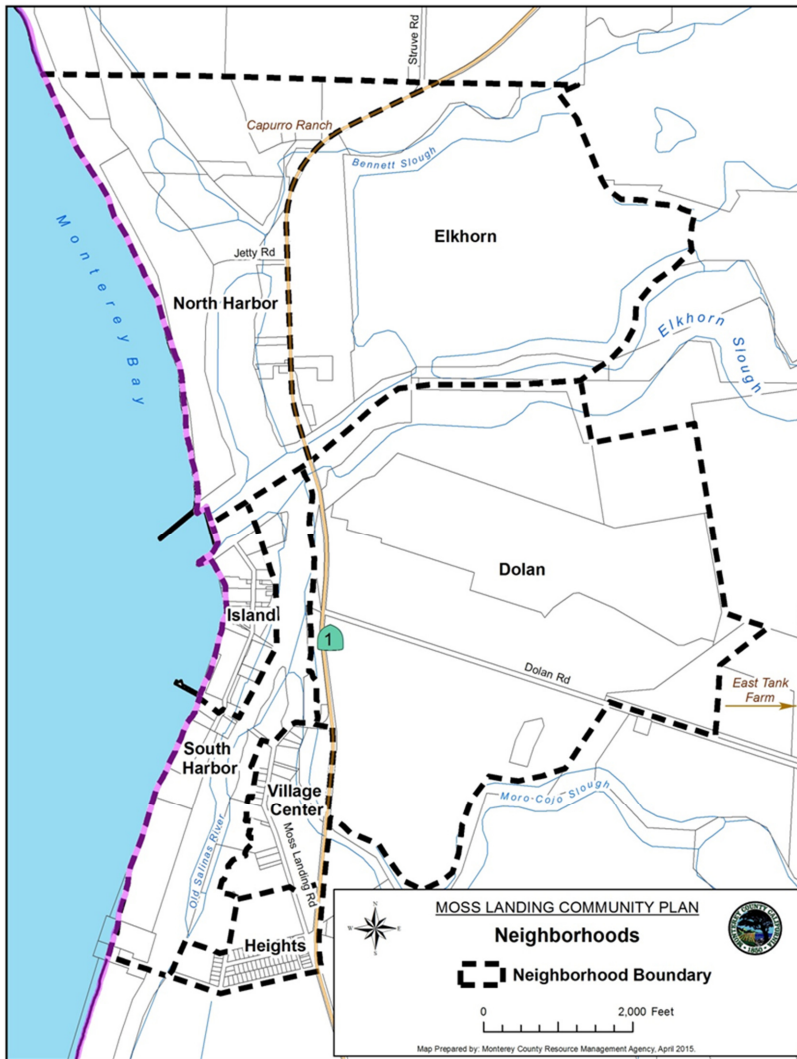 Struve Rd
Capurro Ranch
Bennett Slough
Monterey Bay
Elkhorn
Jetty Rd
North Harbor
Elkhorn
Slough
Dolan
Island
1
Dolan Rd
East Tank
Farm
South
Harbor
Village
Center
Moro-Cojo Slough
Old Salinas River
Moss Landing Rd
Heights
MOSS LANDING COMMUNITY PLAN
Neighborhoods
N
W E
S
Neighborhood Boundary
0 2,000 Feet
Map Prepared by: Monterey County Resource Management Agency, April 2015.